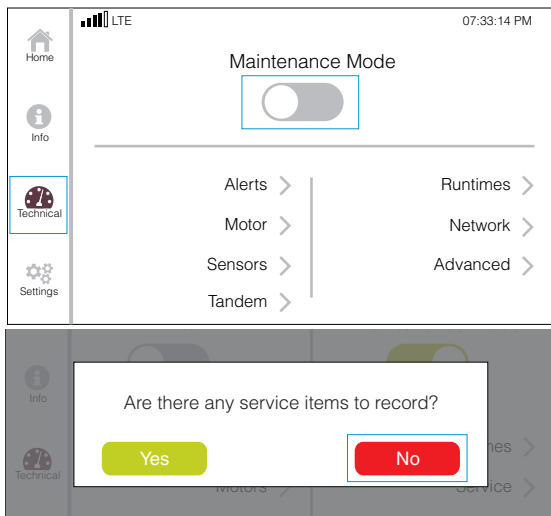 LTE
07:33:14 PM
Home
Maintenance Mode
Info
Alerts
Runtimes
Technical
Motor
Network
Sensors
Advanced
Settings
Tandem
Info
Are there any service items to record?
Yes
No
Technical
Motors
Service